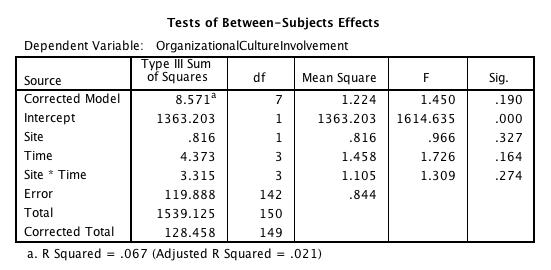 Tests of Between-Subjects Effects
Dependent Variable: OrganizationalCultureInvolvement
Source Type III Sum of Squares df Mean Square F Sig.
Corrected Model 8.571a 7 1.224 1.450 .190
Intercept 1363.203 1 1363.203 1614.635 .000
Site .816 1 .816 .966 .327
Time 4.373 3 1.458 1.726 .164
Site * Time 3.315 3 1.105 1.309 .274
Error 119.888 142 .844
Total 1539.125 150
Corrected Total 128.458 149
a. R Squared = .067 (Adjusted R Squared = .021)